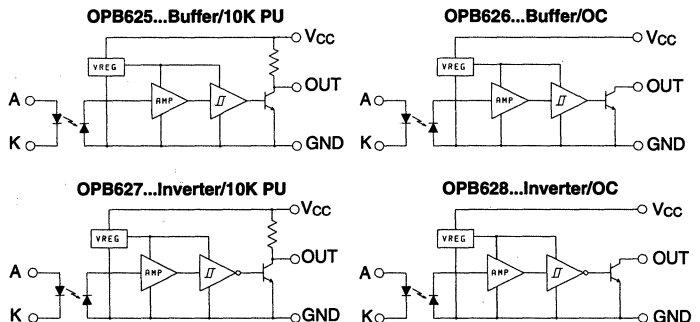 OPB625...Buffer/10K PU
VCC
VREG
OUT
A
AMP
K
GND
OPB626...Buffer/OC
VCC
VREG
OUT
A
AMP
K
GND
OPB627...Inverter/10K PU
VCC
VREG
OUT
A
AMP
K
GND
OPB628...Inverter/OC
VCC
VREG
OUT
A
AMP
K
GND